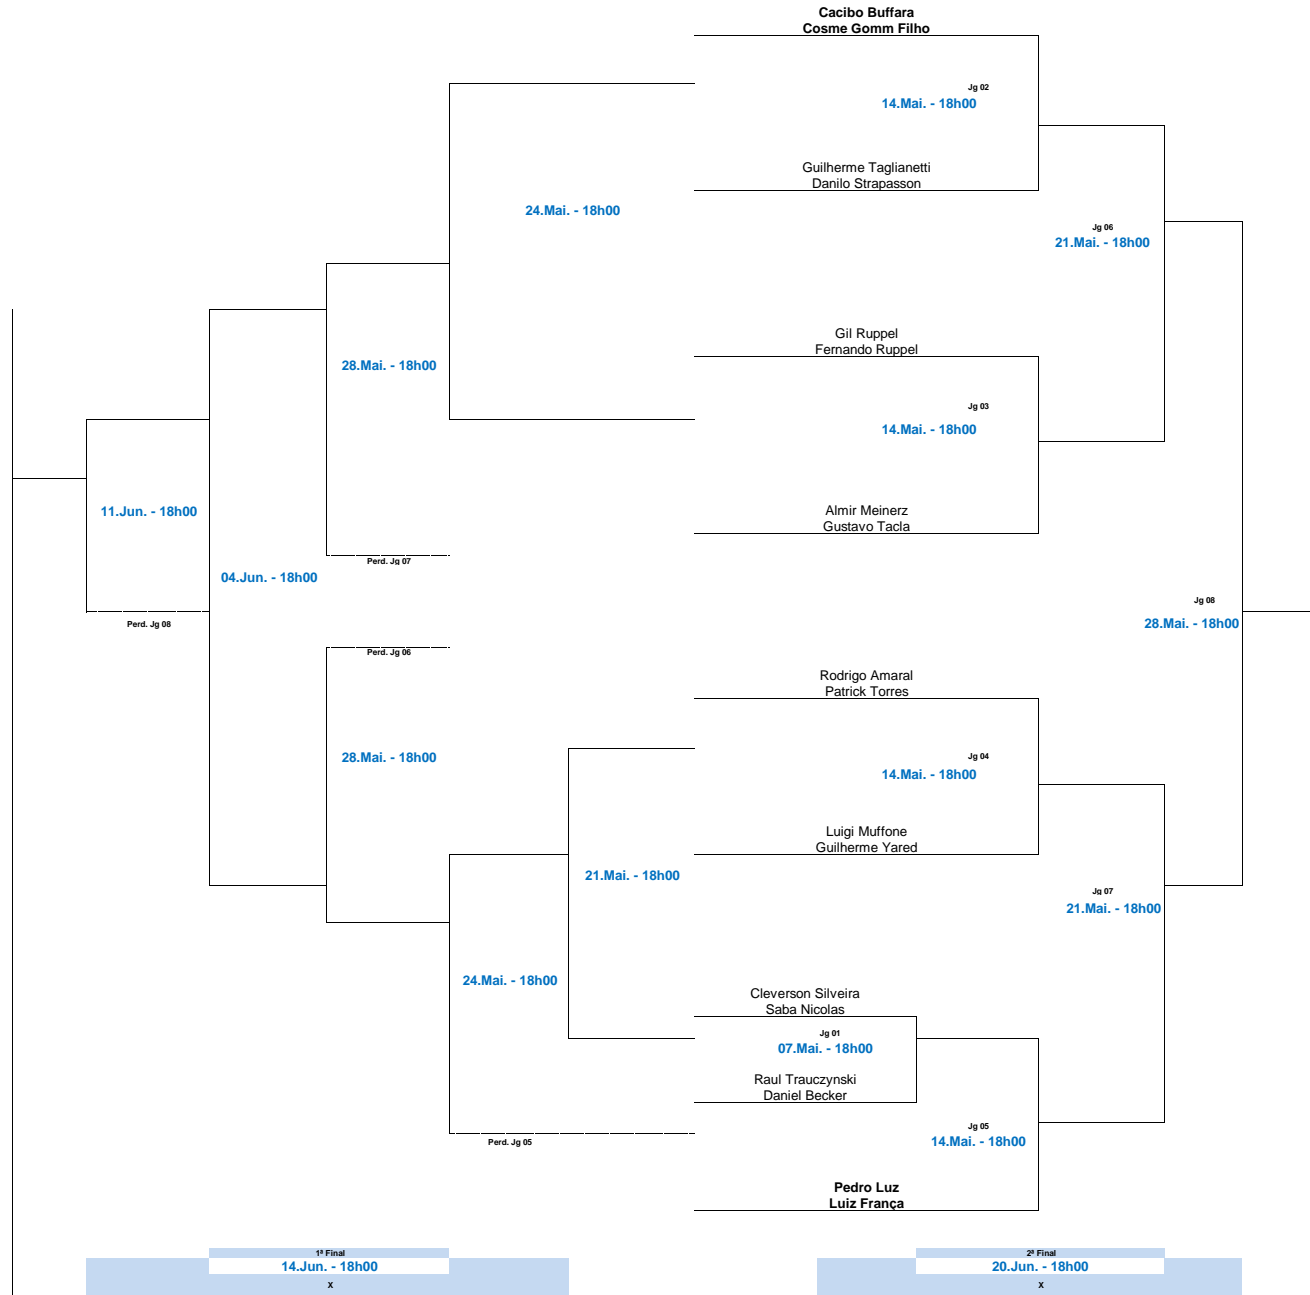 Cacibo Buffara
Cosme Gomm Filho
Jg 02
14.Mai. - 18h00
Guilherme Taglianetti
Danilo Strapasson
24.Mai. - 18h00
Jg 06
21.Mai. - 18h00
Gil Ruppel
Fernando Ruppel
28.Mai. - 18h00
Jg 03
14.Mai. - 18h00
Almir Meinerz
Gustavo Tacla
11.Jun. - 18h00
Perd. Jg 07
04.Jun. - 18h00
Jg 08
28.Mai. - 18h00
Perd. Jg 08
Perd. Jg 06
Rodrigo Amaral
Patrick Torres
28.Mai. - 18h00
Jg 04
14.Mai. - 18h00
Luigi Muffone
Guilherme Yared
21.Mai. - 18h00
Jg 07
21.Mai. - 18h00
24.Mai. - 18h00
Cleverson Silveira
Saba Nicolas
Jg 01
07.Mai. - 18h00
Raul Trauczynski
Daniel Becker
Jg 05
14.Mai. - 18h00
Perd. Jg 05
Pedro Luz
Luiz França
1ª Final
14.Jun. - 18h00
x
2ª Final
20.Jun. - 18h00
x